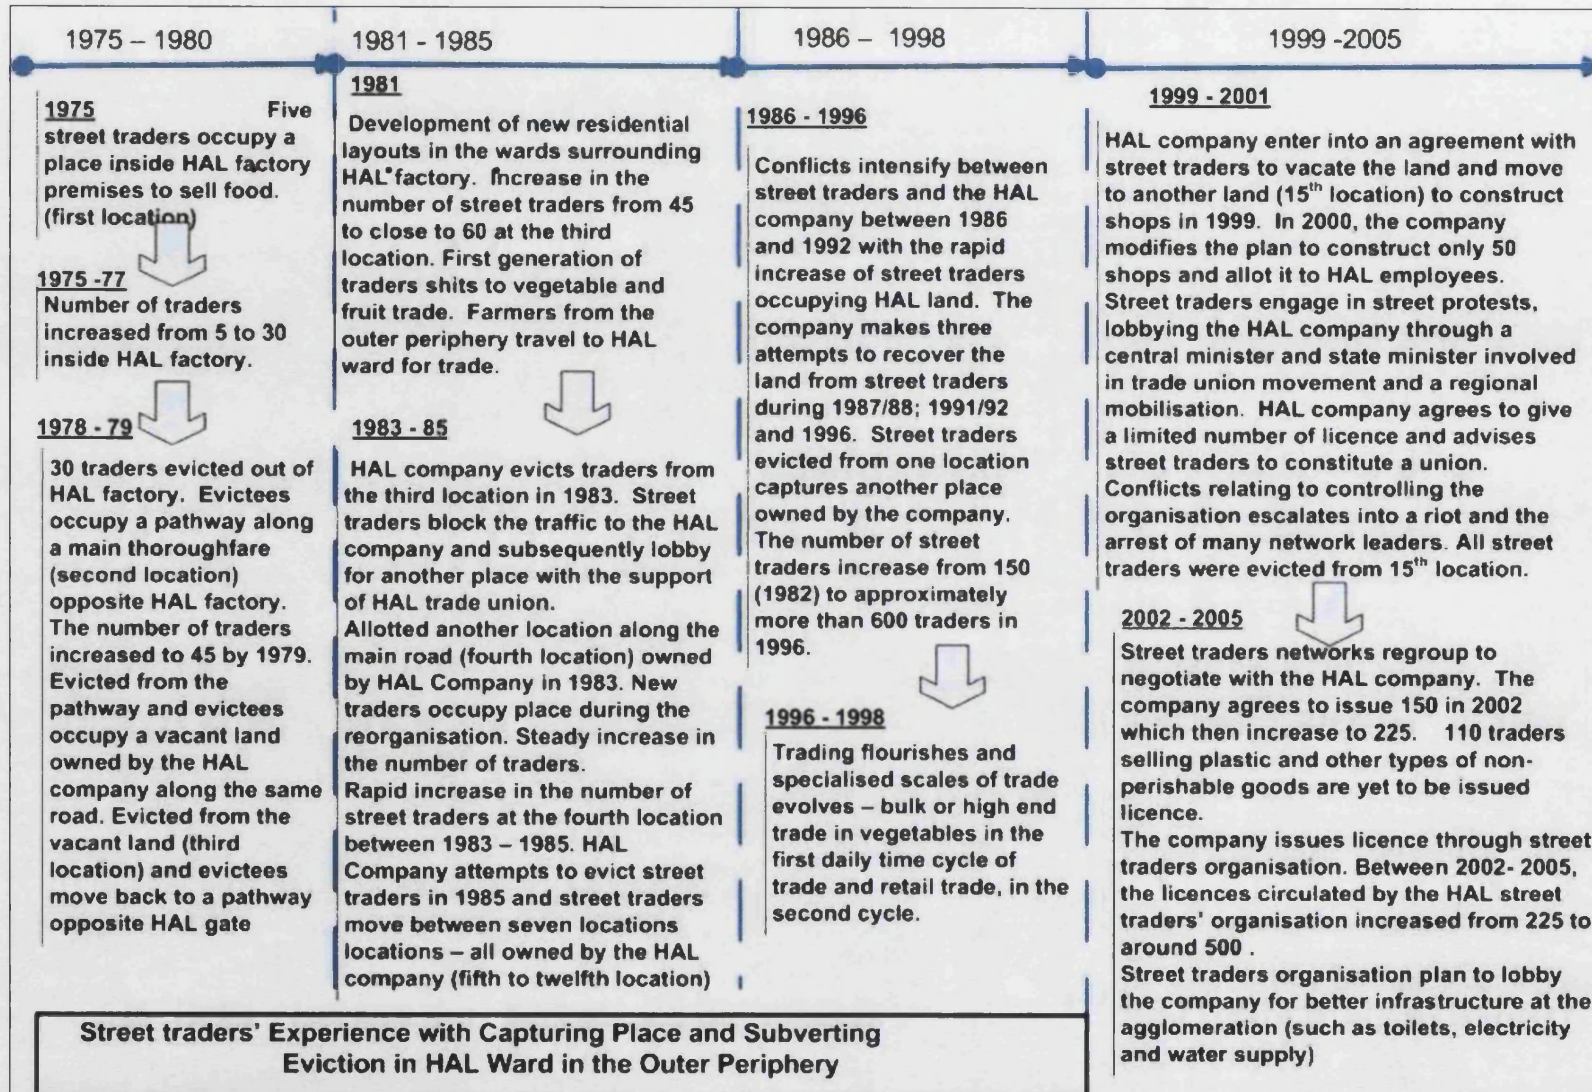 1975 – 1980
1975 Five
street traders occupy a
place inside HAL factory
premises to sell food.
(first location)
1975 -77
Number of traders
increased from 5 to 30
inside HAL factory.
1978 - 79
30 traders evicted out of
HAL factory. Evictees
occupy a pathway along
a main thoroughfare
(second location)
opposite HAL factory.
The number of traders
increased to 45 by 1979.
Evicted from the
pathway and evictees
occupy a vacant land
owned by the HAL
company along the same
road. Evicted from the
vacant land (third
location) and evictees
move back to a pathway
opposite HAL gate
1981 - 1985
1981
Development of new residential
layouts in the wards surrounding
HAL factory. Increase in the
number of street traders from 45
to close to 60 at the third
location. First generation of
traders shits to vegetable and
fruit trade. Farmers from the
outer periphery travel to HAL
ward for trade.
1983 - 85
HAL company evicts traders from
the third location in 1983. Street
traders block the traffic to the HAL
company and subsequently lobby
for another place with the support
of HAL trade union.
Allotted another location along the
main road (fourth location) owned
by HAL Company in 1983. New
traders occupy place during the
reorganisation. Steady increase in
the number of traders.
Rapid increase in the number of
street traders at the fourth location
between 1983 – 1985. HAL
Company attempts to evict street
traders in 1985 and street traders
move between seven locations
locations – all owned by the HAL
company (fifth to twelfth location)
1986 – 1998
1986 - 1996
Conflicts intensify between
street traders and the HAL
company between 1986
and 1992 with the rapid
increase of street traders
occupying HAL land. The
company makes three
attempts to recover the
land from street traders
during 1987/88; 1991/92
and 1996. Street traders
evicted from one location
captures another place
owned by the company.
The number of street
traders increase from 150
(1982) to approximately
more than 600 traders in
1996.
1996 - 1998
Trading flourishes and
specialised scales of trade
evolves – bulk or high end
trade in vegetables in the
first daily time cycle of
trade and retail trade, in the
second cycle.
1999 -2005
1999 - 2001
HAL company enter into an agreement with
street traders to vacate the land and move
to another land (15th location) to construct
shops in 1999. In 2000, the company
modifies the plan to construct only 50
shops and allot it to HAL employees.
Street traders engage in street protests,
lobbying the HAL company through a
central minister and state minister involved
in trade union movement and a regional
mobilisation. HAL company agrees to give
a limited number of licence and advises
street traders to constitute a union.
Conflicts relating to controlling the
organisation escalates into a riot and the
arrest of many network leaders. All street
traders were evicted from 15th location.
2002 - 2005
Street traders networks regroup to
negotiate with the HAL company. The
company agrees to issue 150 in 2002
which then increase to 225. 110 traders
selling plastic and other types of non-
perishable goods are yet to be issued
licence.
The company issues licence through street
traders organisation. Between 2002- 2005,
the licences circulated by the HAL street
traders' organisation increased from 225 to
around 500 .
Street traders organisation plan to lobby
the company for better infrastructure at the
agglomeration (such as toilets, electricity
and water supply)
Street traders' Experience with Capturing Place and Subverting
Eviction in HAL Ward in the Outer Periphery